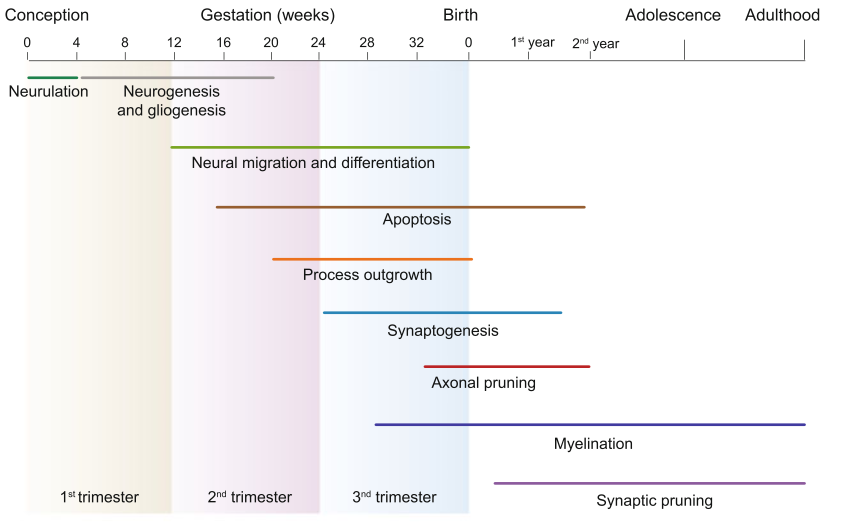 Conception Gestation (weeks) Birth Adolescence Adulthood
0 4 8 12 16 20 24 28 32 0 1st year 2nd year
Neurulation Neurogenesis
and gliogenesis
Neural migration and differentiation
Apoptosis
Process outgrowth
Synaptogenesis
Axonal pruning
Myelination
1st trimester 2nd trimester 3nd trimester Synaptic pruning